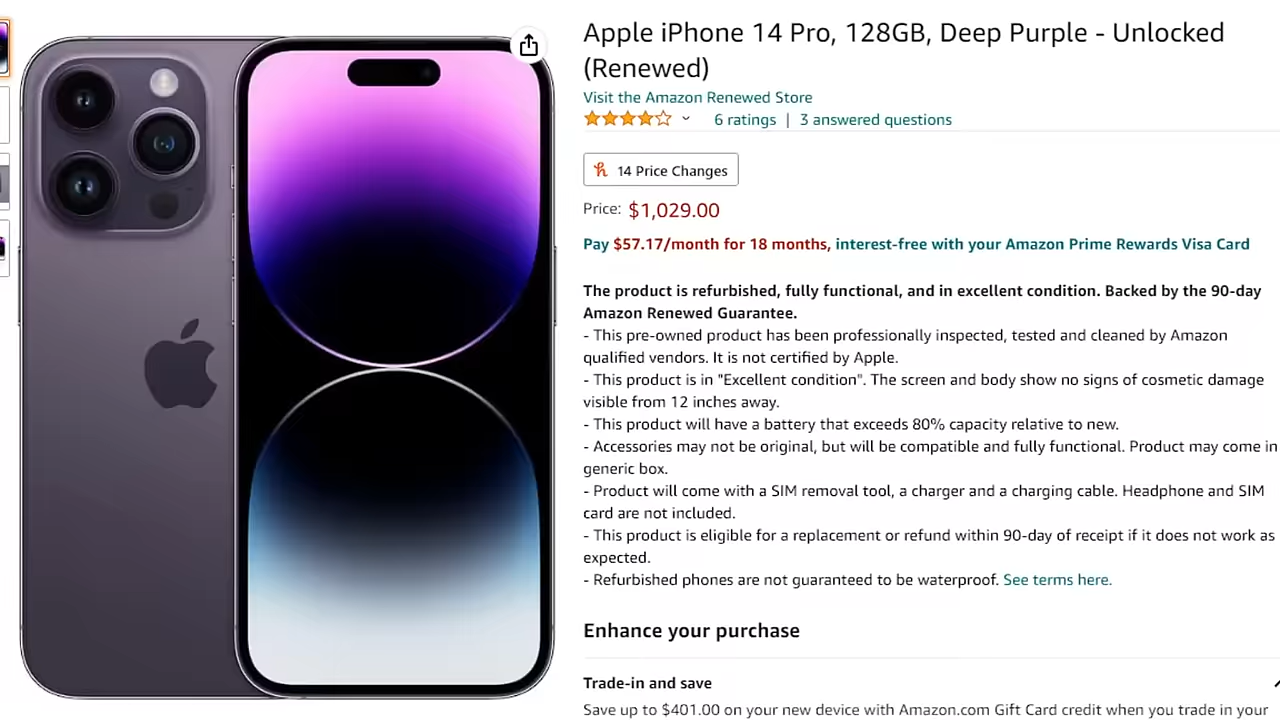 Apple iPhone 14 Pro, 128GB, Deep Purple - Unlocked
(Renewed)
Visit the Amazon Renewed Store
6 ratings | 3 answered questions
14 Price Changes
Price: $1,029.00
Pay $57.17/month for 18 months, interest-free with your Amazon Prime Rewards Visa Card
The product is refurbished, fully functional, and in excellent condition. Backed by the 90-day
Amazon Renewed Guarantee.
- This pre-owned product has been professionally inspected, tested and cleaned by Amazon
qualified vendors. It is not certified by Apple.
- This product is in "Excellent condition". The screen and body show no signs of cosmetic damage
visible from 12 inches away.
- This product will have a battery that exceeds 80% capacity relative to new.
- Accessories may not be original, but will be compatible and fully functional. Product may come in
generic box.
- Product will come with a SIM removal tool, a charger and a charging cable. Headphone and SIM
card are not included.
- This product is eligible for a replacement or refund within 90-day of receipt if it does not work as
expected.
- Refurbished phones are not guaranteed to be waterproof. See terms here.
Enhance your purchase
Trade-in and save
Save up to $401.00 on your new device with Amazon.com Gift Card credit when you trade in your